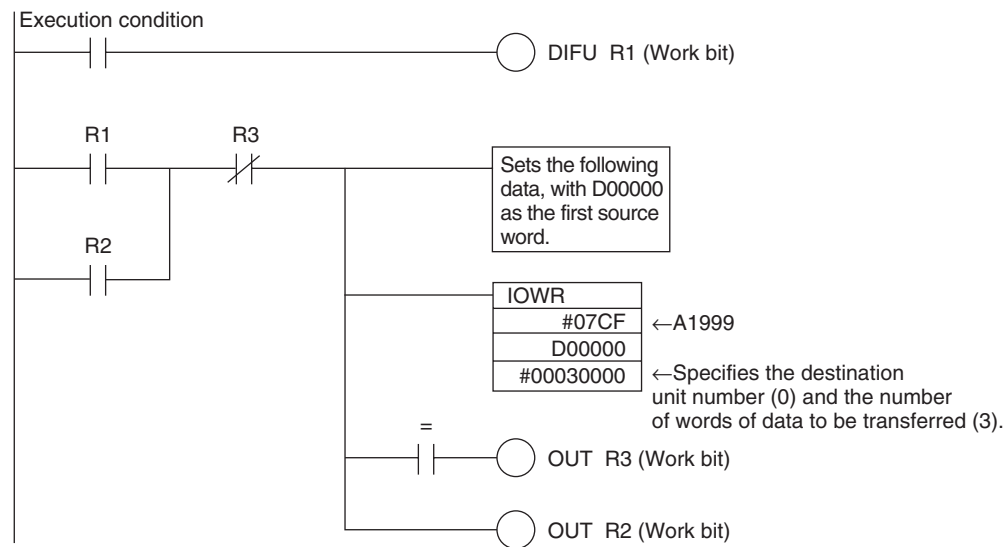 Execution condition
DIFU R1 (Work bit)
R1
R3
Sets the following
data, with D00000
as the first source
word.
R2
IOWR
#07CF
←A1999
D00000
#00030000
←Specifies the destination
unit number (0) and the number
of words of data to be transferred (3).
=
OUT R3 (Work bit)
OUT R2 (Work bit)